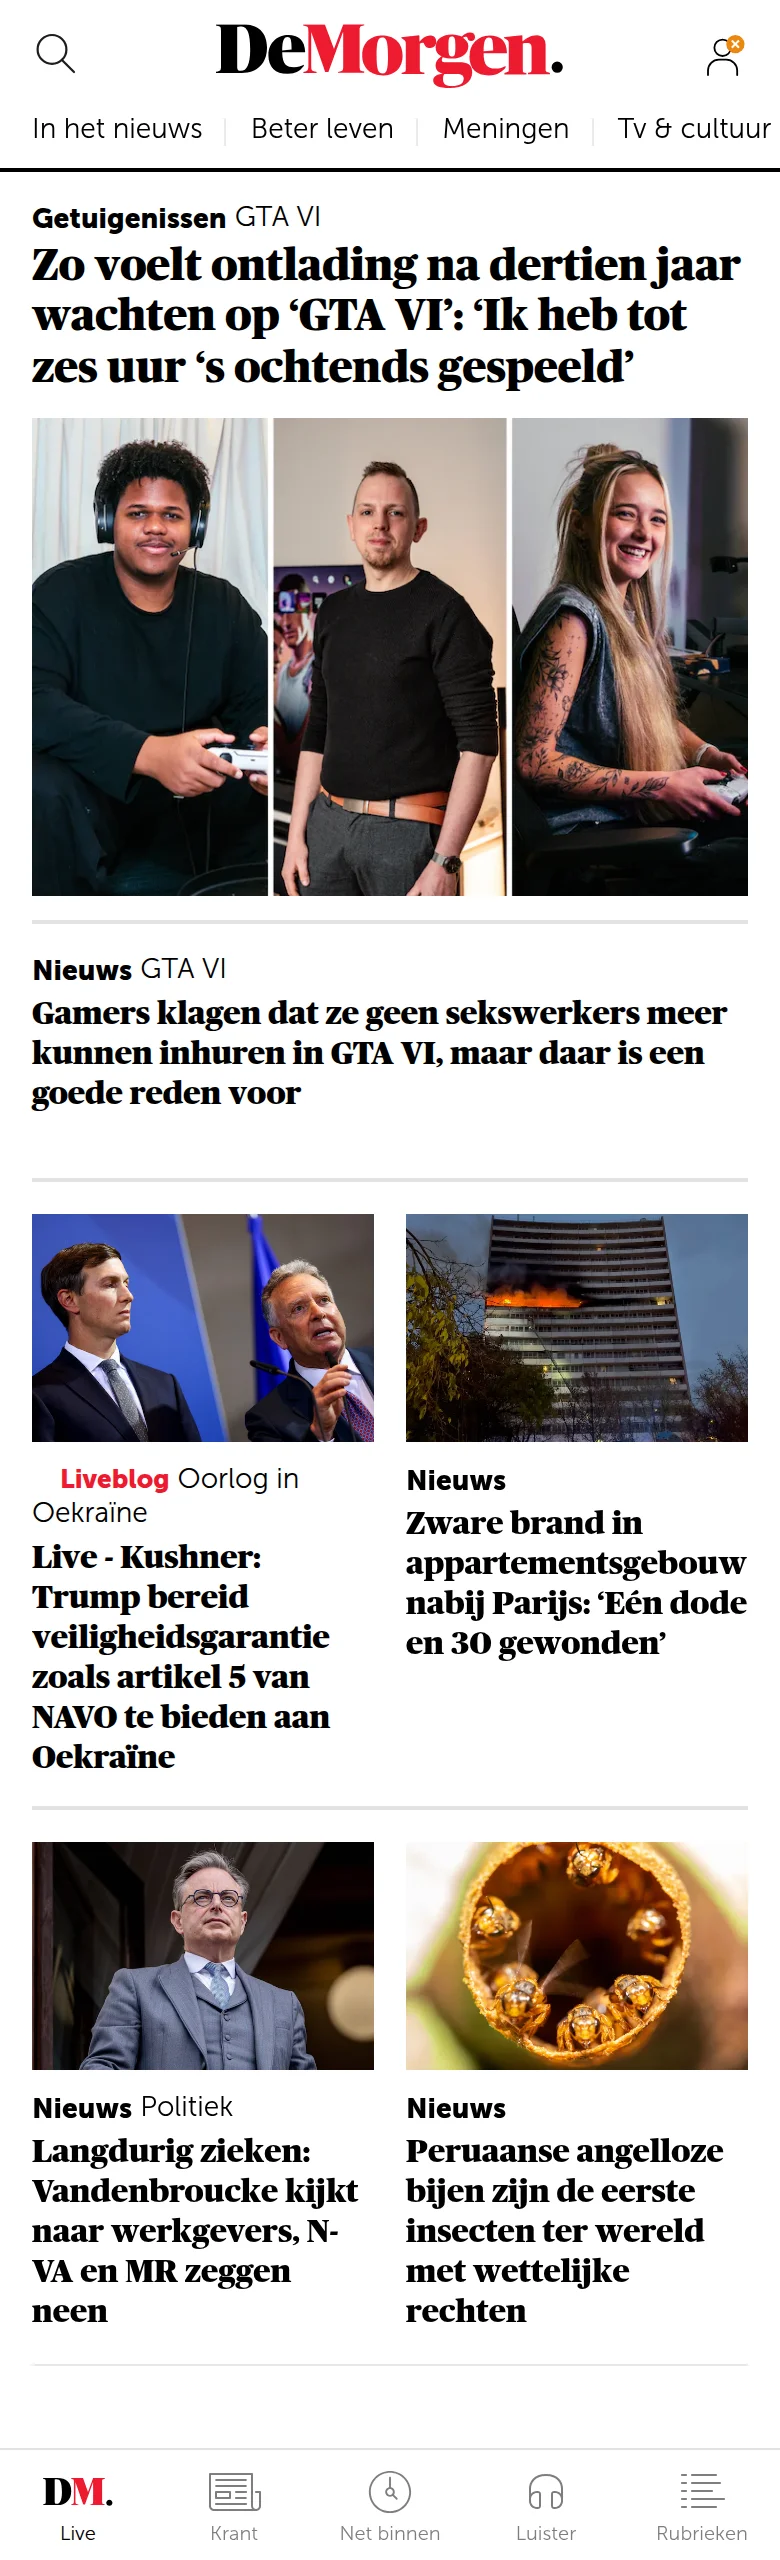 DeMorgen.
In het nieuws
Beter leven
Meningen
Tv & cultuur
Getuigenissen GTA VI
Zo voelt ontlading na dertien jaar
wachten op ‘GTA VI’: ‘Ik heb tot
zes uur ‘s ochtends gespeeld’
Nieuws GTA VI
Gamers klagen dat ze geen sekswerkers meer
kunnen inhuren in GTA VI, maar daar is een
goede reden voor
Liveblog Oorlog in
Oekraïne
Live - Kushner:
Trump bereid
veiligheidsgarantie
zoals artikel 5 van
NAVO te bieden aan
Oekraïne
Nieuws
Zware brand in
appartementsgebouw
nabij Parijs: ‘Eén dode
en 30 gewonden’
Nieuws Politiek
Langdurig zieken:
Vandenbroucke kijkt
naar werkgevers, N-
VA en MR zeggen
neen
Nieuws
Peruaanse angelloze
bijen zijn de eerste
insecten ter wereld
met wettelijke
rechten
DM.
Live
Krant
Net binnen
Luister
Rubrieken